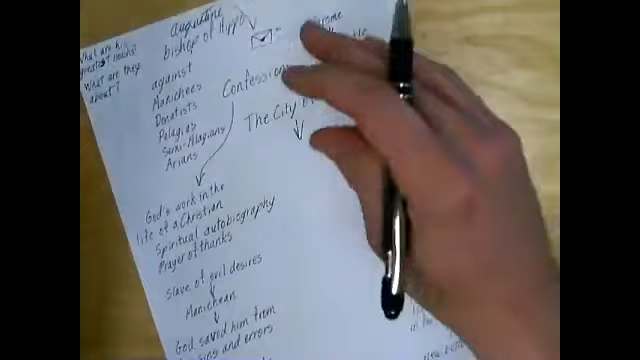 What are his
greatest books?
What are they
about?
Augustine
bishop of Hippo
against
Manichees
Donatists
Pelagias
Semi-Pelagians
Arians
Confessions
The City
God's work in the
life of a Christian
Spiritual autobiography
Prayer of thanks
Slave of evil desires
Manichean
God saved him from
sins and errors